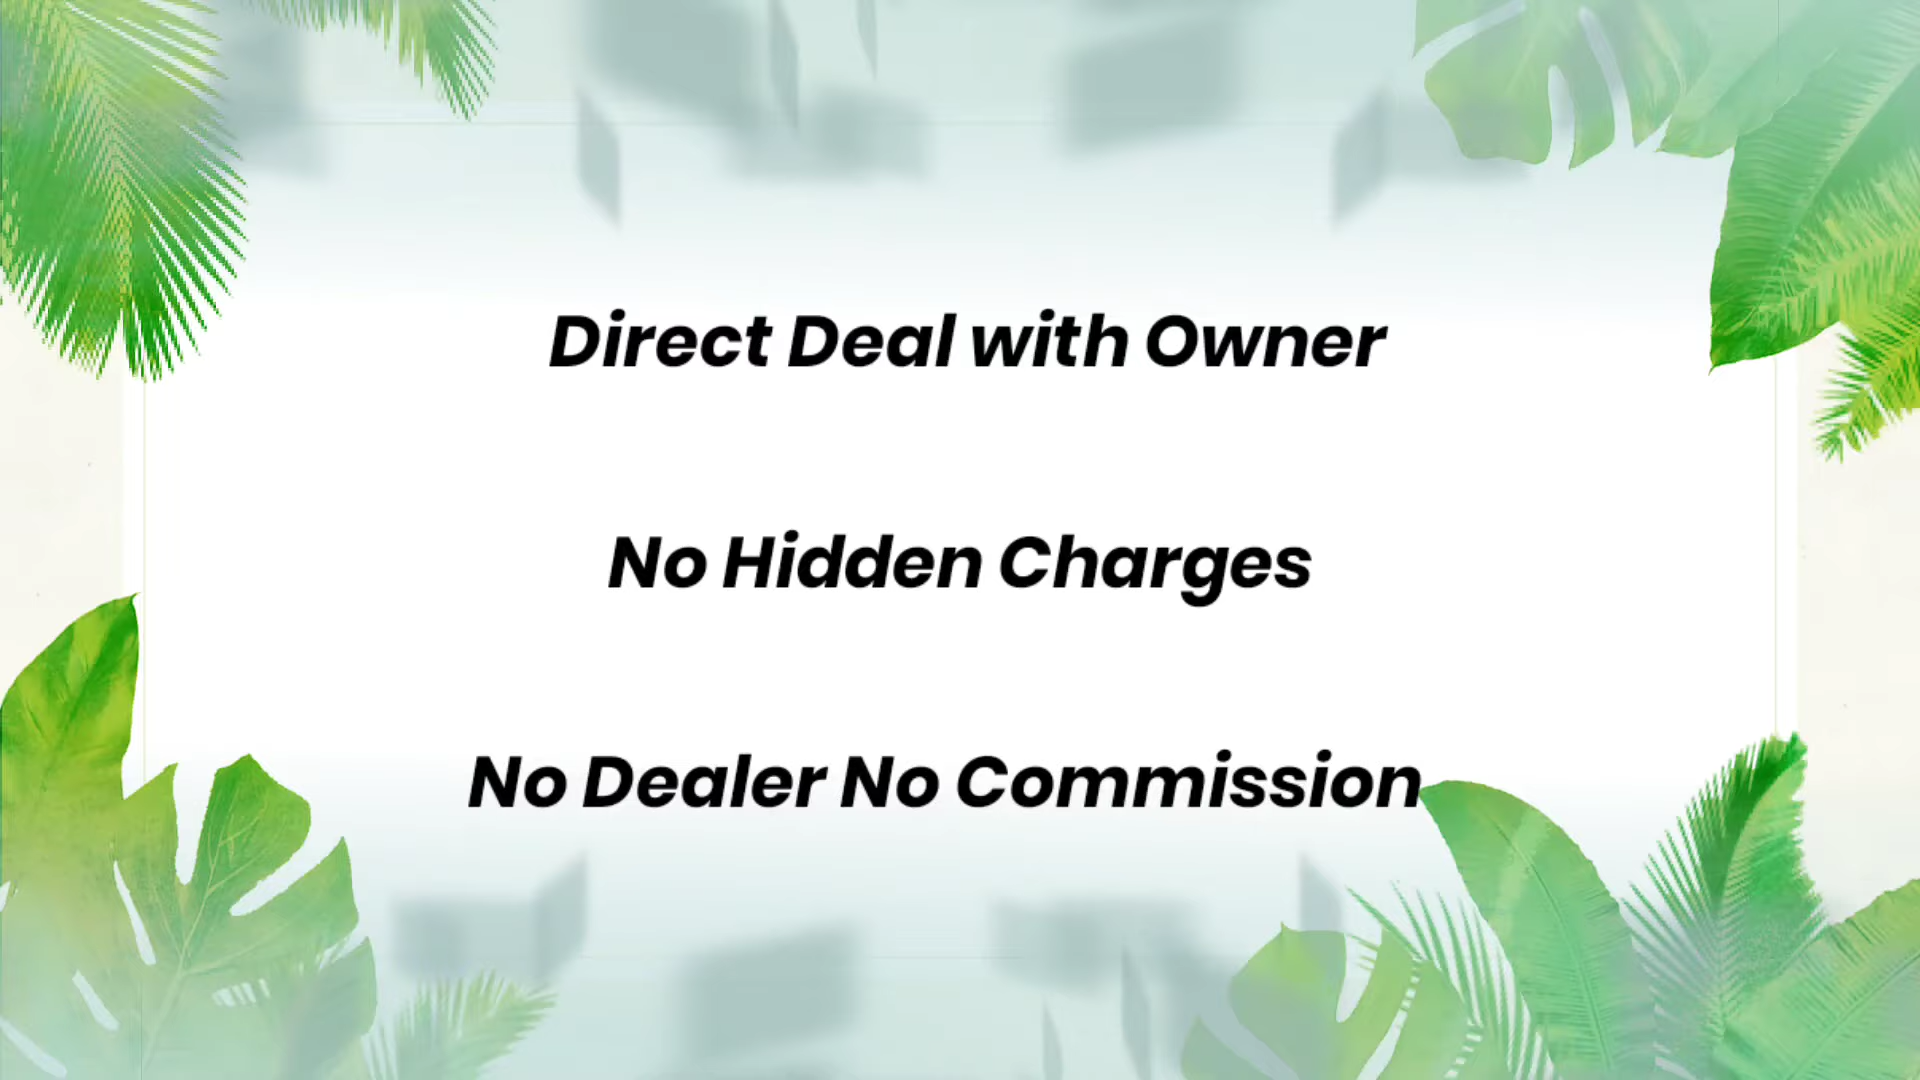 Direct Deal with Owner
No Hidden Charges
No Dealer No Commission